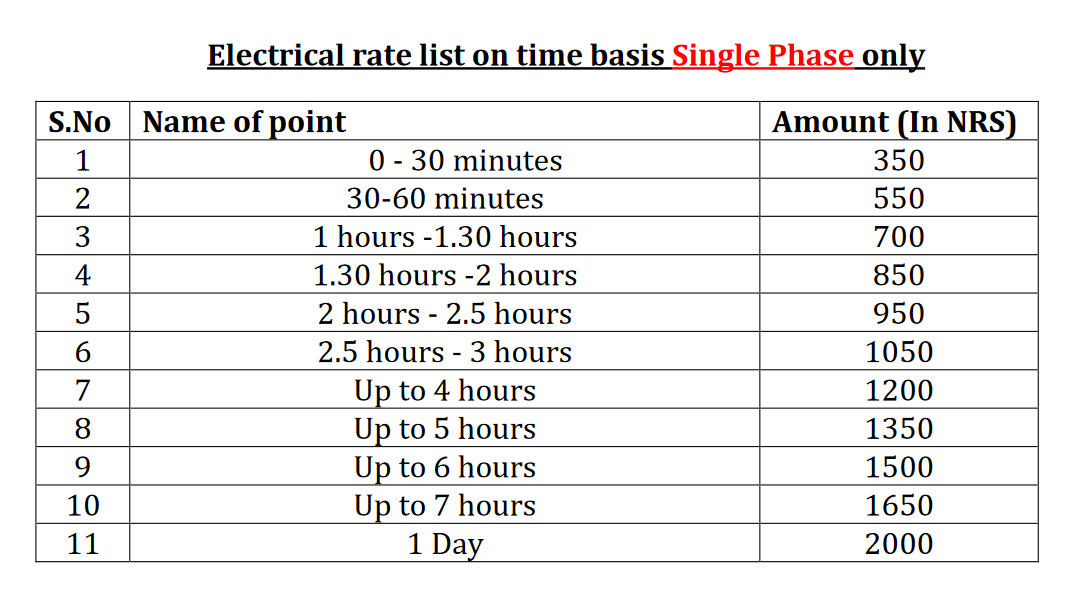 Electrical rate list on time basis Single Phase only
S.No Name of point Amount (In NRS)
1 0 - 30 minutes 350
2 30-60 minutes 550
3 1 hours -1.30 hours 700
4 1.30 hours -2 hours 850
5 2 hours - 2.5 hours 950
6 2.5 hours - 3 hours 1050
7 Up to 4 hours 1200
8 Up to 5 hours 1350
9 Up to 6 hours 1500
10 Up to 7 hours 1650
11 1 Day 2000